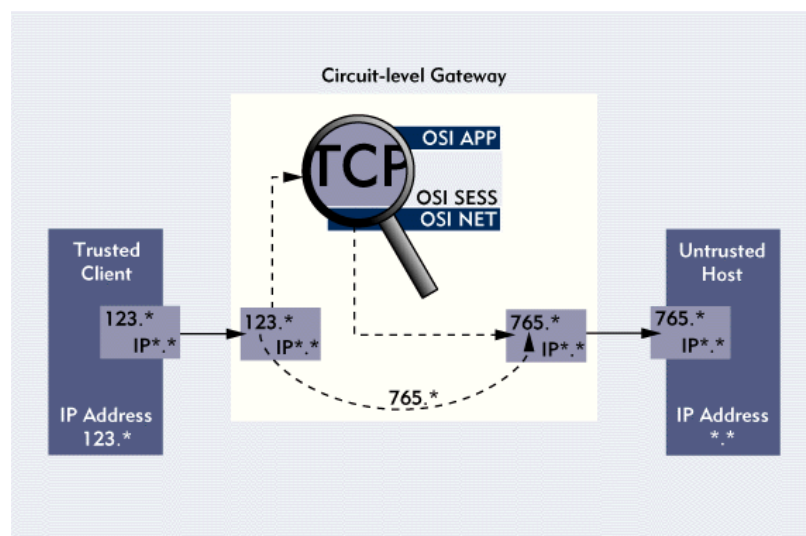 Circuit-level Gateway
OSI APP
TCP
OSI SESS
OSI NET
Trusted
Client
123.*
IP*.*
IP Address
123.*
123.*
IP*.*
765.*
765.*
IP*.*
Untrusted
Host
765.*
IP*.*
IP Address
*.*